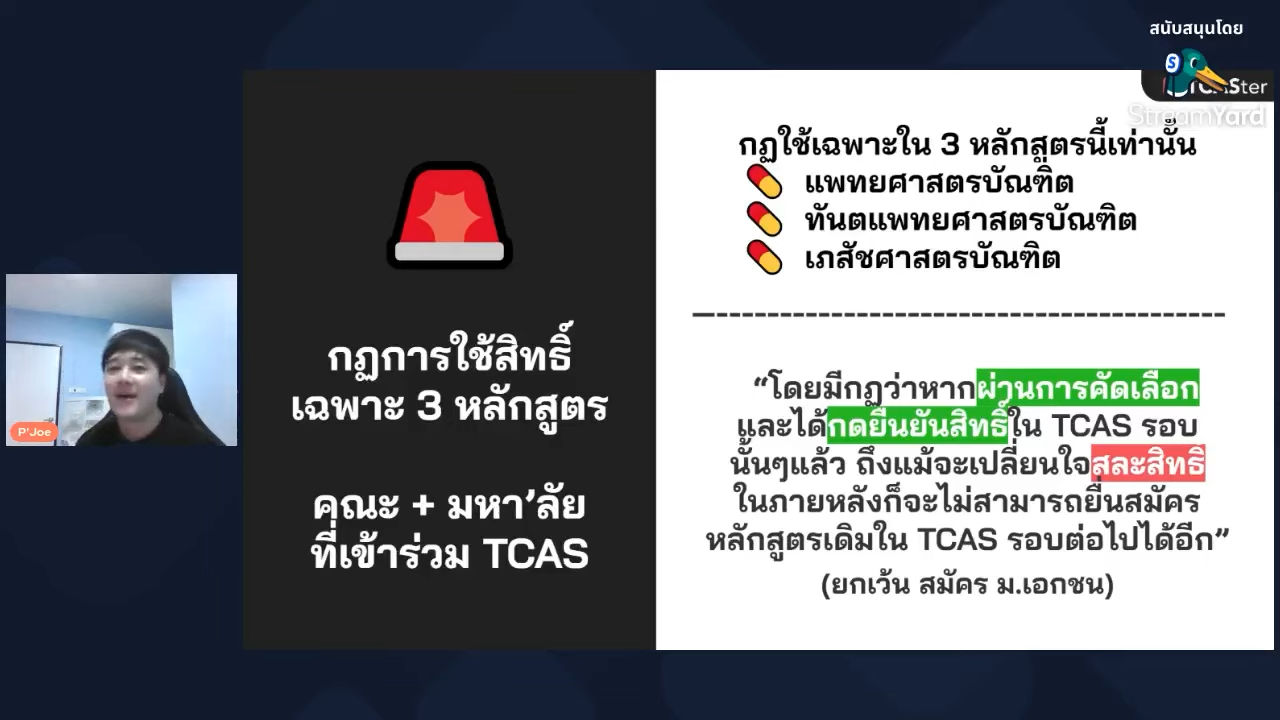 สนับสนุนโดย
StreamYard
กฏการใช้สิทธิ์
เฉพาะ 3 หลักสูตร
คณะ + มหา’ลัย
ที่เข้าร่วม TCAS
กฏใช้เฉพาะใน 3 หลักสูตรนี้เท่านั้น
แพทยศาสตรบัณฑิต
ทันตแพทยศาสตรบัณฑิต
เภสัชศาสตรบัณฑิต
“โดยมีกฏว่าหากผ่านการคัดเลือก
และได้กดยืนยันสิทธิ์ใน TCAS รอบ
นั้นๆแล้ว ถึงแม้จะเปลี่ยนใจสละสิทธิ
ในภายหลังก็จะไม่สามารถยื่นสมัคร
หลักสูตรเดิมใน TCAS รอบต่อไปได้อีก”
(ยกเว้น สมัคร ม.เอกชน)
P'Joe